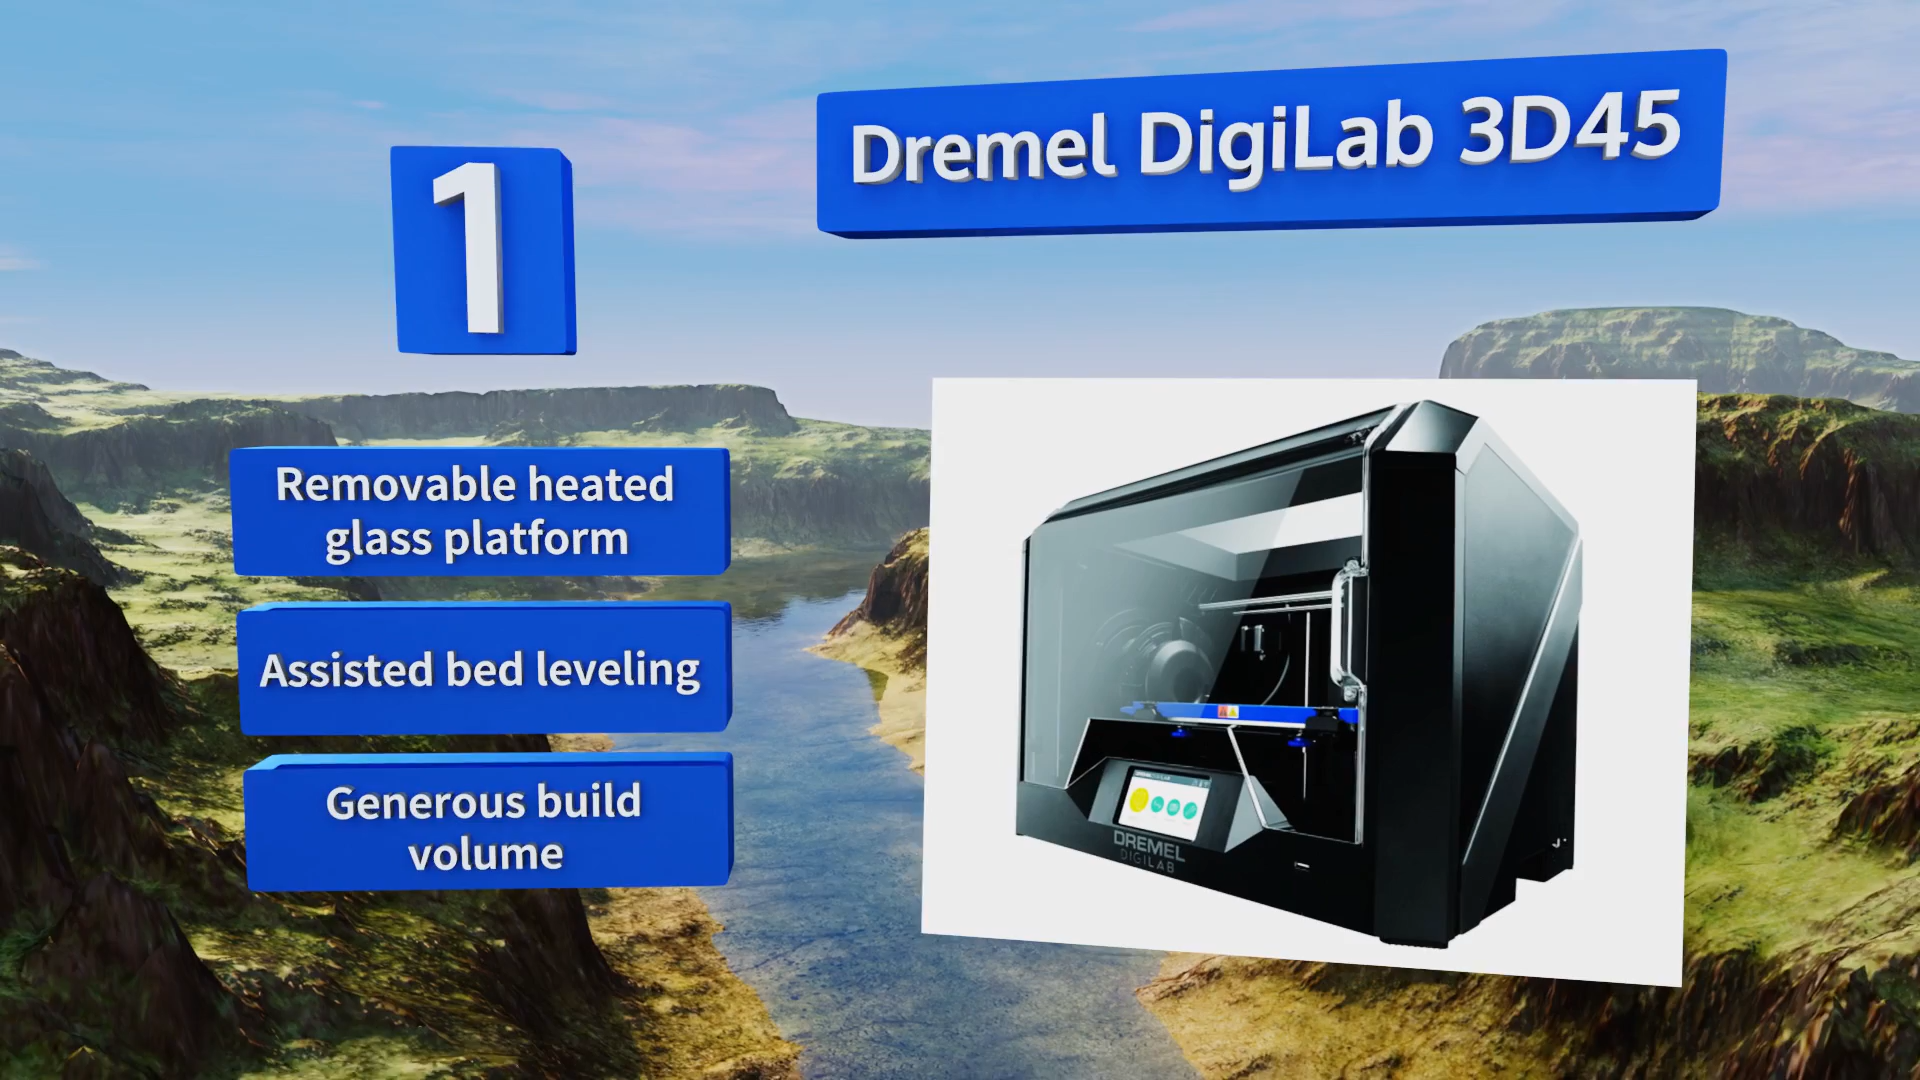 1
Dremel DigiLab 3D45
Removable heated
glass platform
Assisted bed leveling
Generous build
volume
DREMEL
DIGILAB